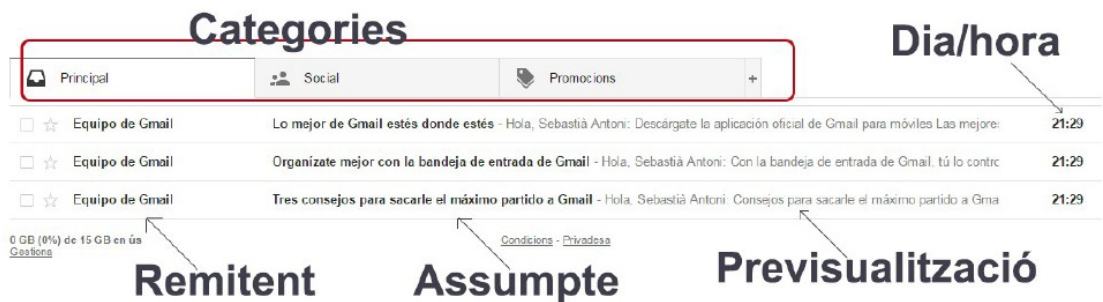 Categories
Dia/hora
Principal Social Promocions +
Equipo de Gmail Lo mejor de Gmail estés donde estés - Hola, Sebastià Antoni: Descárgate la aplicación oficial de Gmail para móviles Las mejores 21:29
Equipo de Gmail Organízate mejor con la bandeja de entrada de Gmail - Hola, Sebastià Antoni: Con la bandeja de entrada de Gmail, tú lo contro 21:29
Equipo de Gmail Tres consejos para sacarle el máximo partido a Gmail - Hola, Sebastià Antoni: Consejos para sacarle el máximo partido a Gma 21:29
0 GB (0%) de 15 GB en ús Condicions - Privadesa
Gestiona
Remitent Assumpte Previsualització